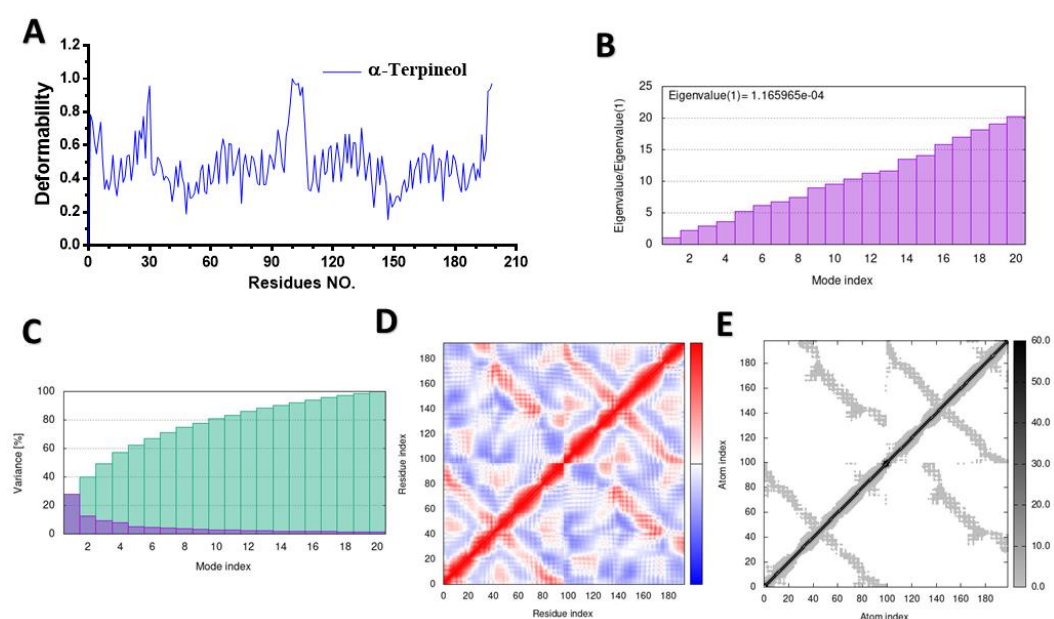 A
1.2
1.0
0.8
0.6
0.4
0.2
0.0
Deformability
α-Terpineol
0 30 60 90 120 150 180 210
Residues NO.
B
25
20
15
10
5
0
Eigenvalue/Eigenvalue(1)
Eigenvalue(1)= 1.165965e-04
2 4 6 8 10 12 14 16 18 20
Mode index
C
100
80
60
40
20
0
Variance [%]
2 4 6 8 10 12 14 16 18 20
Mode index
D
180
160
140
120
100
80
60
40
20
0
Residue index
0 20 40 60 80 100 120 140 160 180
Residue index
E
180
160
140
120
100
80
60
40
20
0
Atom index
0 20 40 60 80 100 120 140 160 180
Atom index
60.0
50.0
40.0
30.0
20.0
10.0
0.0